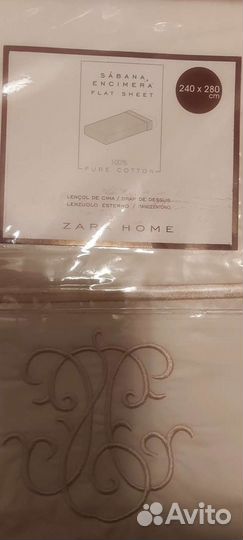 SÁBANA
ENCIMERA
FLAT SHEET
240 x 280
cm
100%
PURE COTTON
LENÇOL DE CIMA / DRAP DE DESSUS
LENZUOLO ESTERNO /
ZARA HOME
Avito